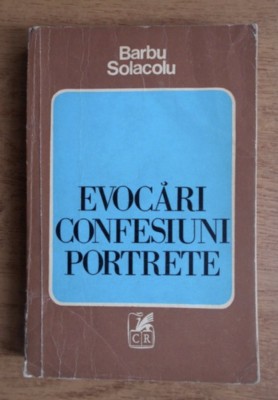 Barbu
Solacolu
EVOCĂRI
CONFESIUNI
PORTRETE
CR